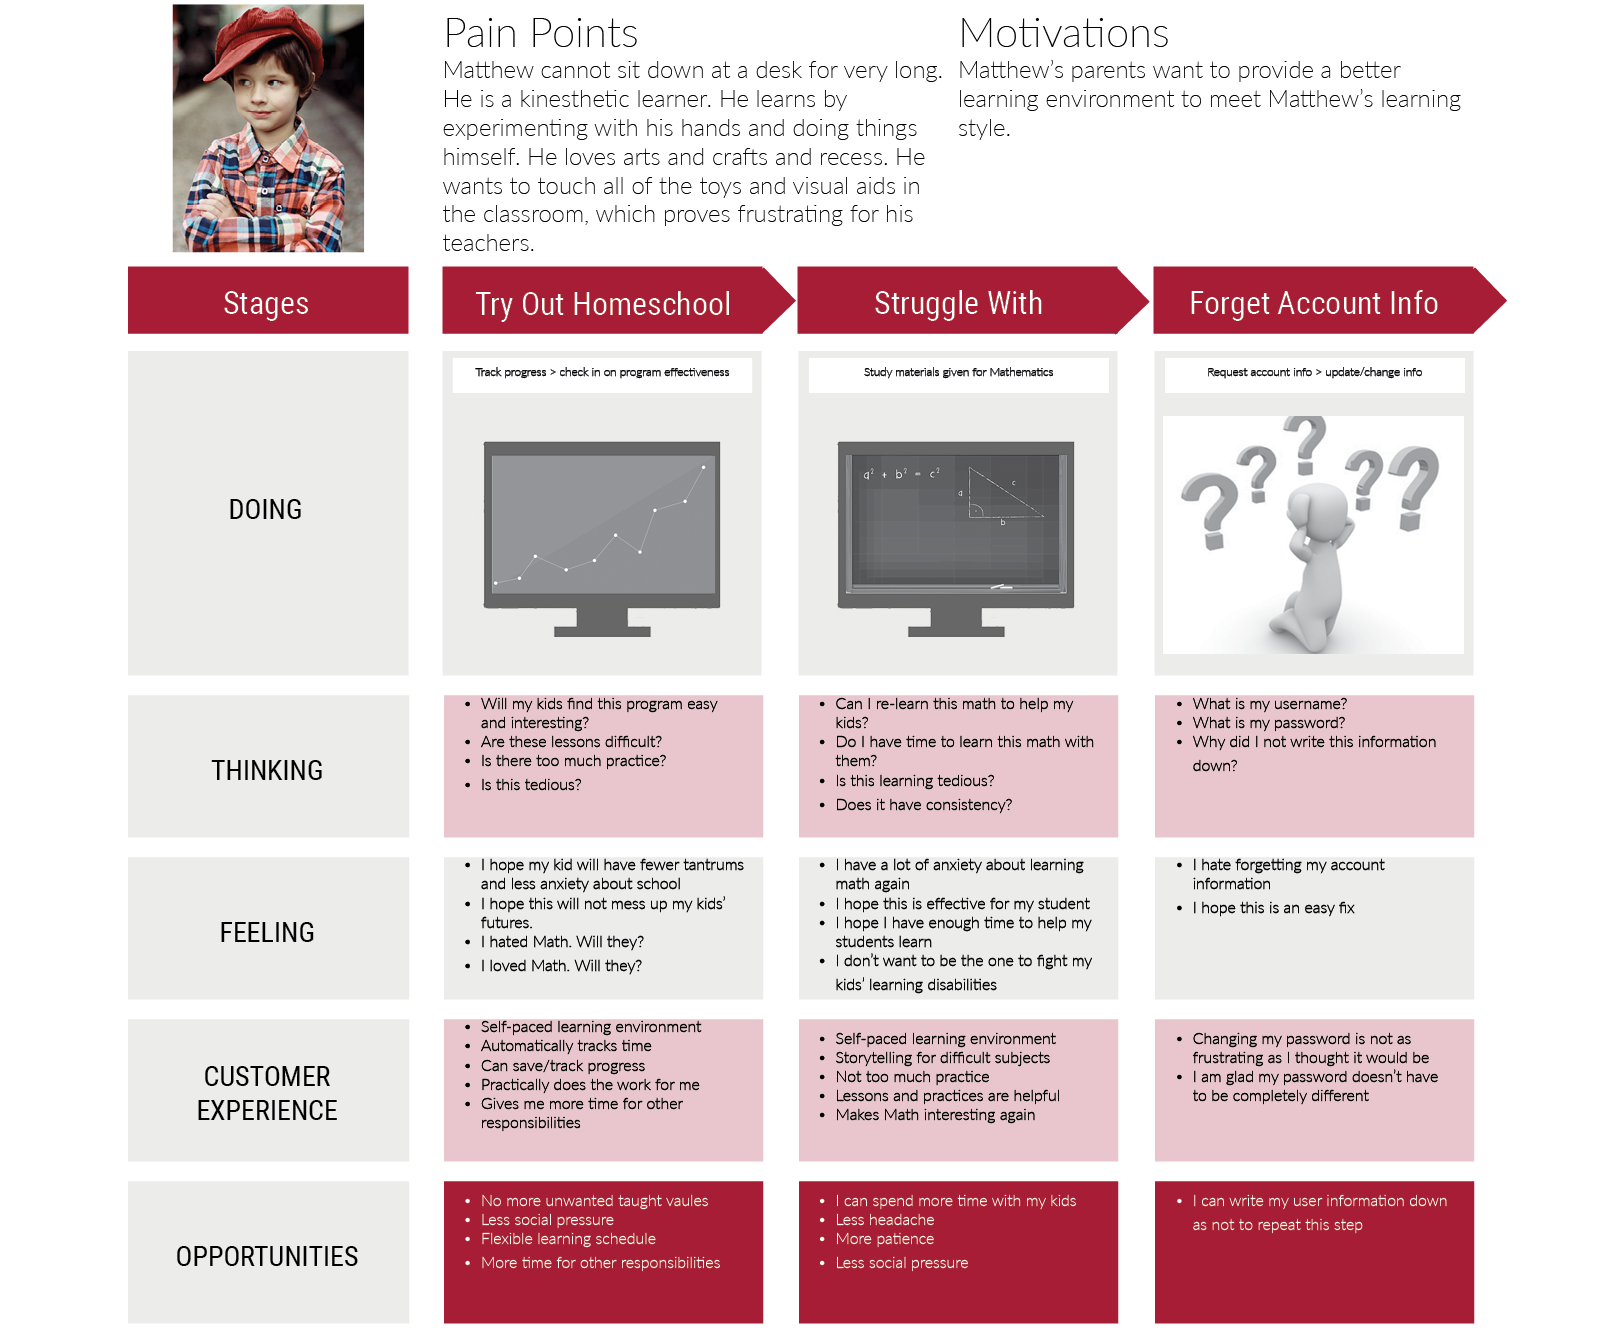 Pain Points
Matthew cannot sit down at a desk for very long.
He is a kinesthetic learner. He learns by
experimenting with his hands and doing things
himself. He loves arts and crafts and recess. He
wants to touch all of the toys and visual aids in
the classroom, which proves frustrating for his
teachers.
Motivations
Matthew’s parents want to provide a better
learning environment to meet Matthew’s learning
style.
Stages
Try Out Homeschool
Struggle With
Forget Account Info
DOING
Track progress > check in on program effectiveness
Study materials given for Mathematics
a² + b² = c²
a
c
b
Request account info > update/change info
? ? ? ? ?
THINKING
• Will my kids find this program easy
and interesting?
• Are these lessons difficult?
• Is there too much practice?
• Is this tedious?
• Can I re-learn this math to help my
kids?
• Do I have time to learn this math with
them?
• Is this learning tedious?
• Does it have consistency?
• What is my username?
• What is my password?
• Why did I not write this information
down?
FEELING
• I hope my kid will have fewer tantrums
and less anxiety about school
• I hope this will not mess up my kids’
futures.
• I hated Math. Will they?
• I loved Math. Will they?
• I have a lot of anxiety about learning
math again
• I hope this is effective for my student
• I hope I have enough time to help my
students learn
• I don’t want to be the one to fight my
kids’ learning disabilities
• I hate forgetting my account
information
• I hope this is an easy fix
CUSTOMER
EXPERIENCE
• Self-paced learning environment
• Automatically tracks time
• Can save/track progress
• Practically does the work for me
• Gives me more time for other
responsibilities
• Self-paced learning environment
• Storytelling for difficult subjects
• Not too much practice
• Lessons and practices are helpful
• Makes Math interesting again
• Changing my password is not as
frustrating as I thought it would be
• I am glad my password doesn’t have
to be completely different
OPPORTUNITIES
• No more unwanted taught vaules
• Less social pressure
• Flexible learning schedule
• More time for other responsibilities
• I can spend more time with my kids
• Less headache
• More patience
• Less social pressure
• I can write my user information down
as not to repeat this step